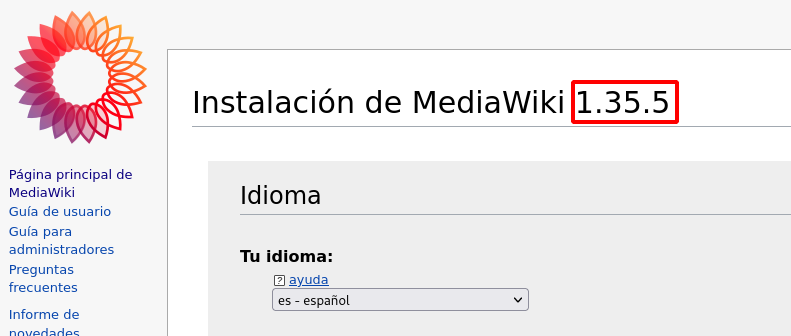 Instalación de MediaWiki 1.35.5
Página principal de
MediaWiki
Guía de usuario
Guía para
administradores
Preguntas
frecuentes
Informe de
novedades
Idioma
Tu idioma:
? ayuda
es - español